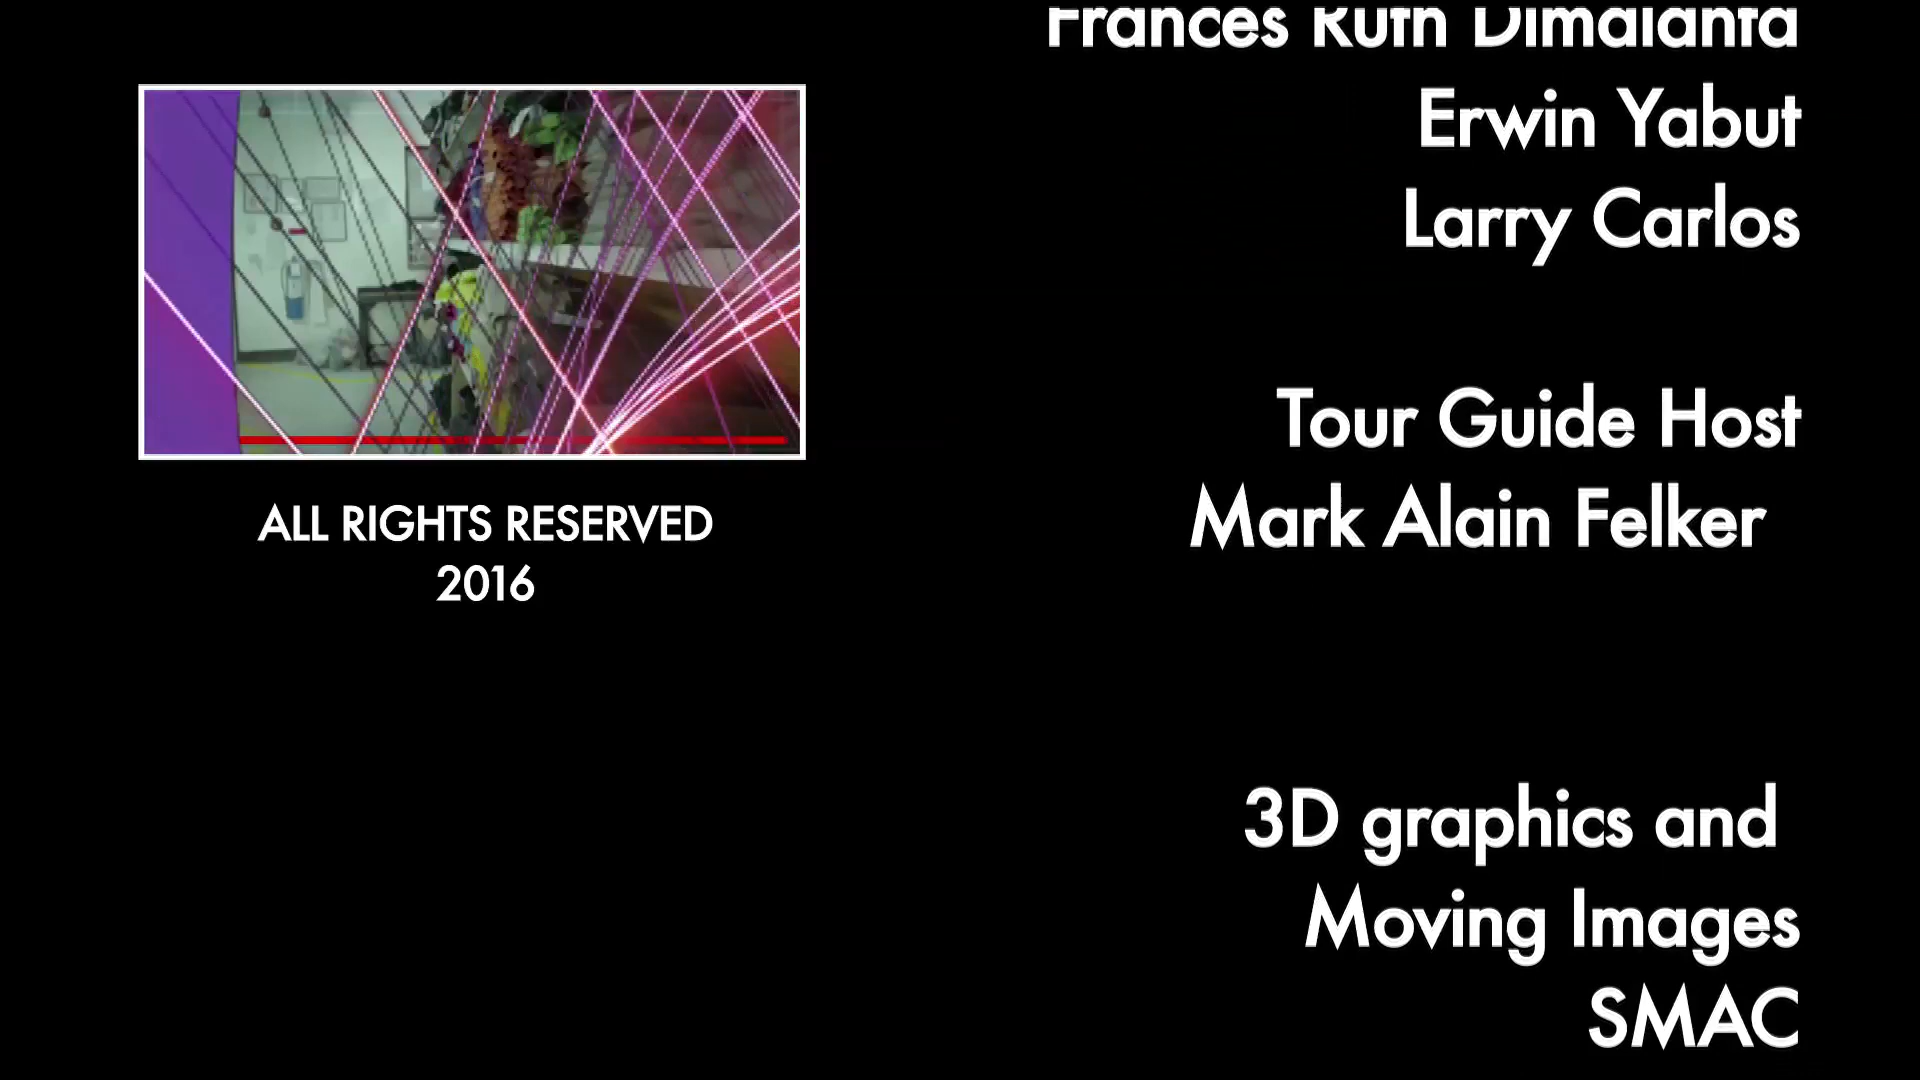 Frances Ruth Dimalanta
Erwin Yabut
Larry Carlos
Tour Guide Host
Mark Alain Felker
3D graphics and
Moving Images
SMAC
ALL RIGHTS RESERVED
2016